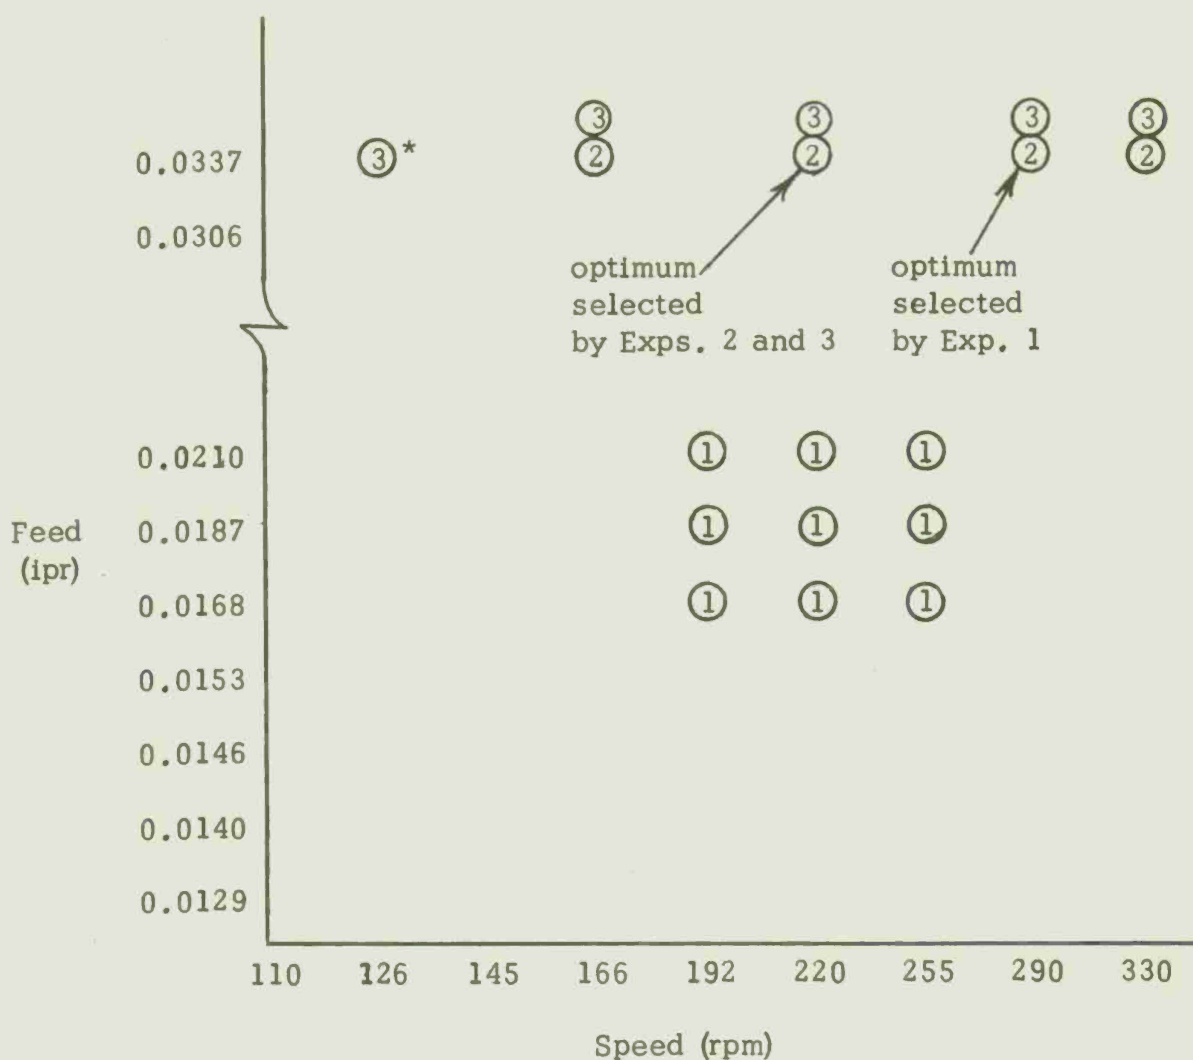 3 3 3 3
0.0337 3* 2 2 2 2
0.0306
optimum
selected
by Exps. 2 and 3
optimum
selected
by Exp. 1
0.0210 1 1 1
Feed
(ipr)
0.0187 1 1 1
0.0168 1 1 1
0.0153
0.0146
0.0140
0.0129
110 126 145 166 192 220 255 290 330
Speed (rpm)